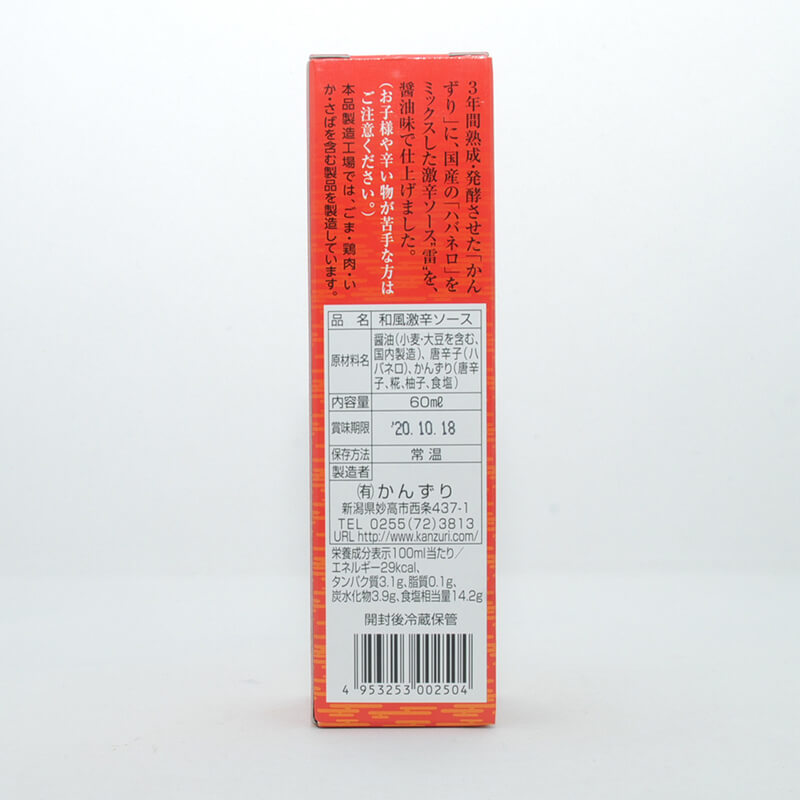 3年間熟成・発酵させた「かん
ずり」に、国産の「ハバネロ」を
ミックスした激辛ソース"雷"を、
醤油味で仕上げました。
(お子様や辛い物が苦手な方は
ご注意ください。)
本品製造工場では、ごま・鶏肉・い
か・さばを含む製品を製造しています。
品名 和風激辛ソース
原材料名 醤油(小麦・大豆を含む、
国内製造)、唐辛子(ハ
バネロ)、かんずり(唐辛
子、糀、柚子、食塩)
内容量 60㎖
賞味期限 '20.10.18
保存方法 常温
製造者
㈲かんずり
新潟県妙高市西条437-1
TEL 0255(72)3813
URL http://www.kanzuri.com/
栄養成分表示100ml当たり/
エネルギー29kcal、
タンパク質3.1g、脂質0.1g、
炭水化物3.9g、食塩相当量14.2g
開封後冷蔵保管
4 953253 002504